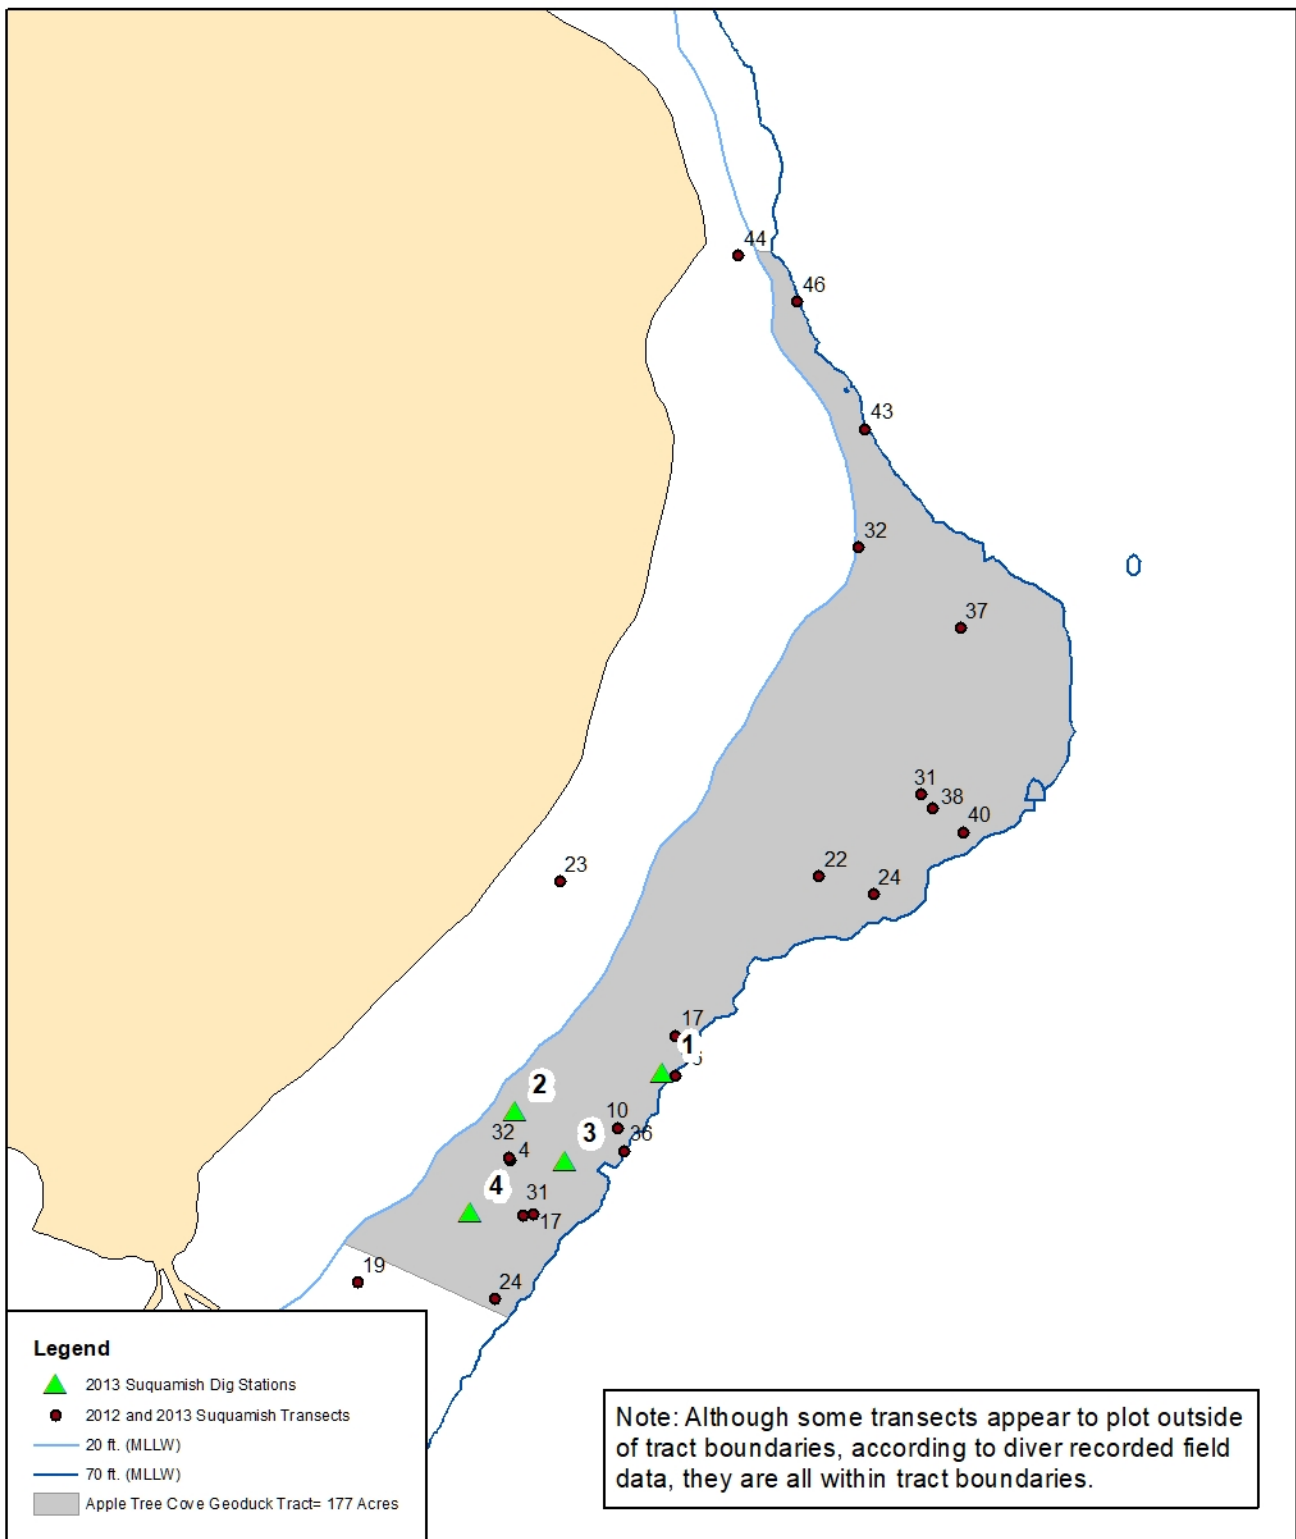 44
46
43
32
37
31
38
40
22
24
23
17
1
2
10
3
36
32
4
4
31
17
19
24
Legend
2013 Suquamish Dig Stations
2012 and 2013 Suquamish Transects
20 ft. (MLLW)
70 ft. (MLLW)
Apple Tree Cove Geoduck Tract= 177 Acres
Note: Although some transects appear to plot outside
of tract boundaries, according to diver recorded field
data, they are all within tract boundaries.